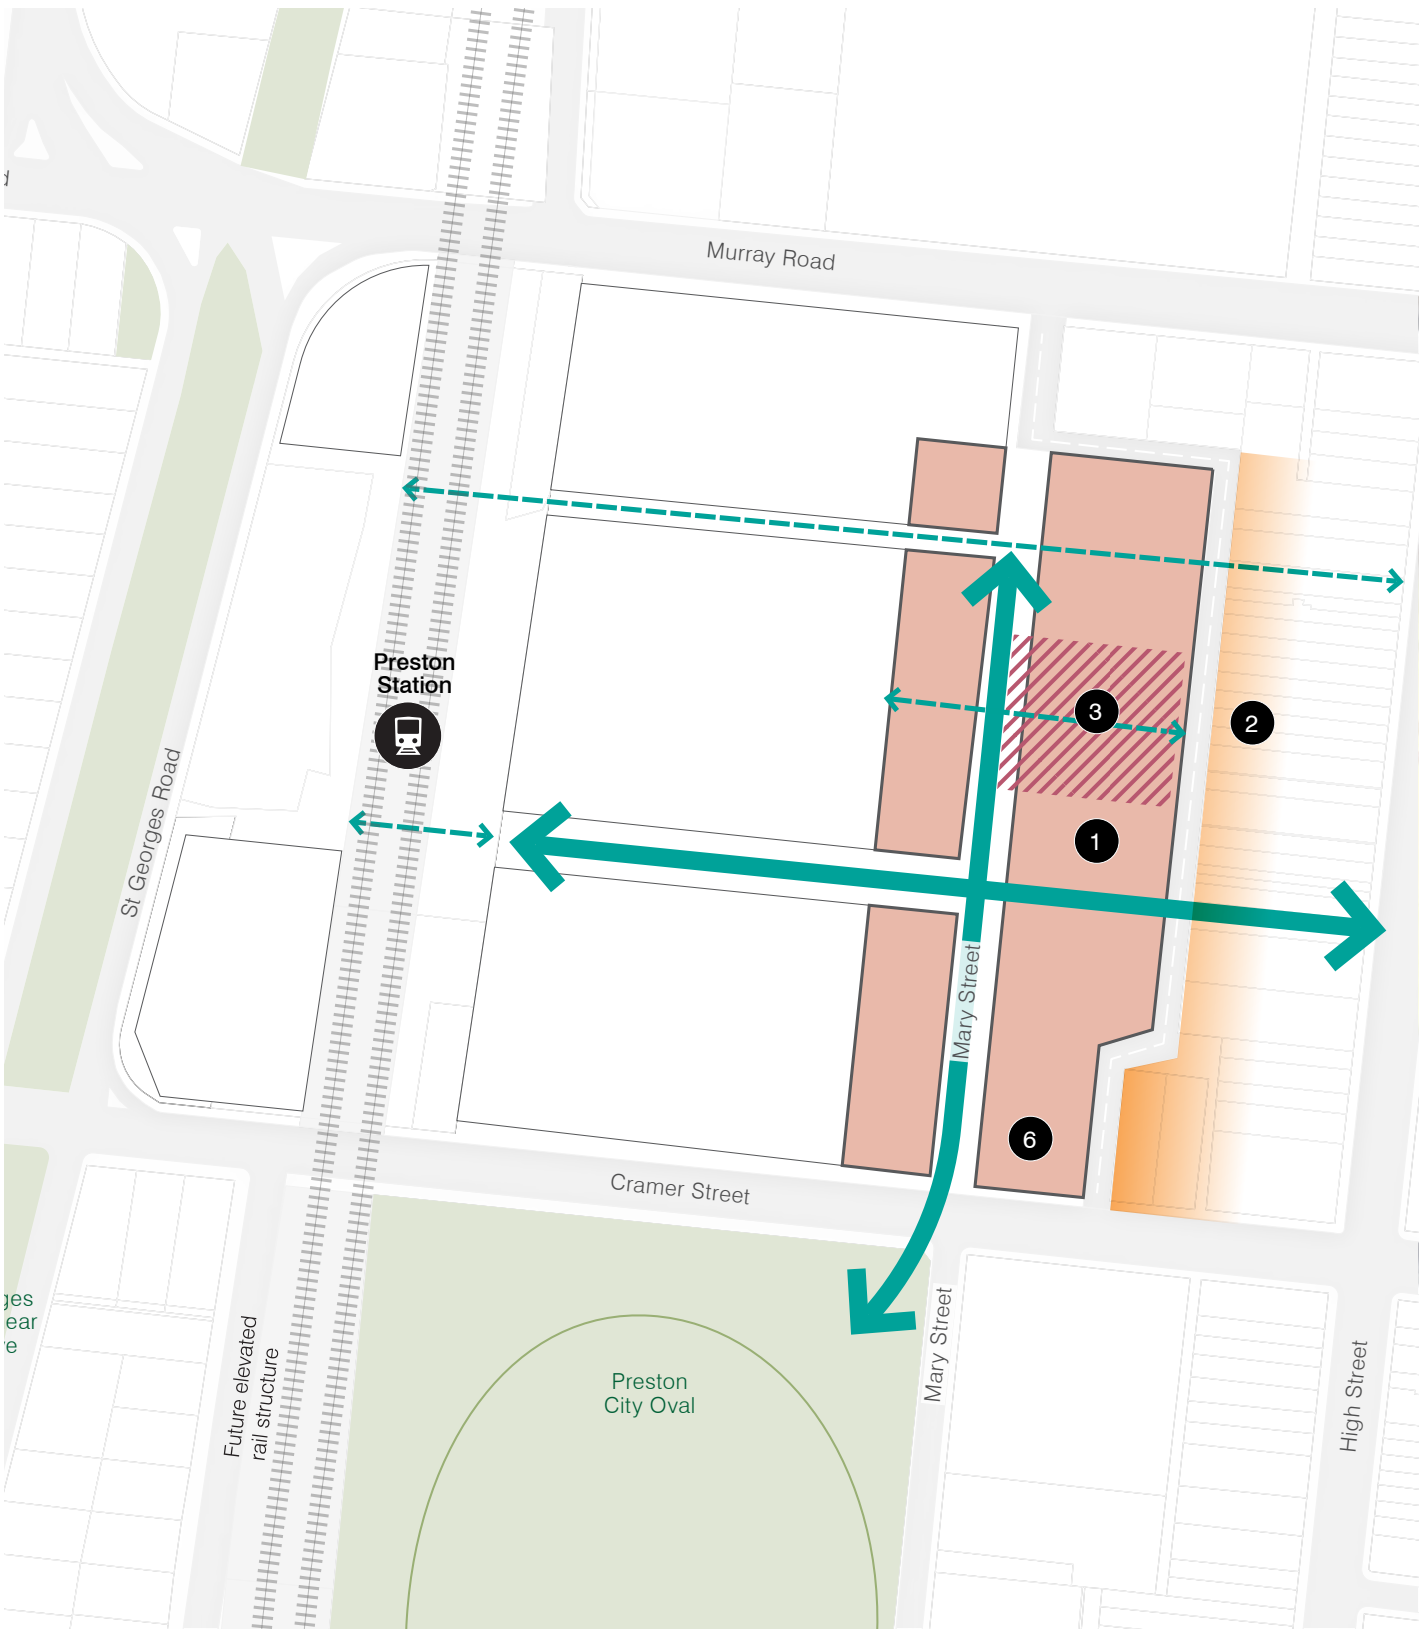 d
Murray Road
Preston
Station
3
2
1
St Georges Road
Mary Street
6
Cramer Street
ges
ear
e
Future elevated
rail structure
Preston
City Oval
Mary Street
High Street